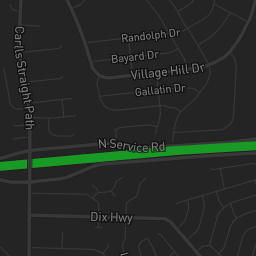 Randolph Dr
Bayard Dr
Village Hill Dr
Gallatin Dr
Carlls Straight Path
N Service Rd
Dix Hwy